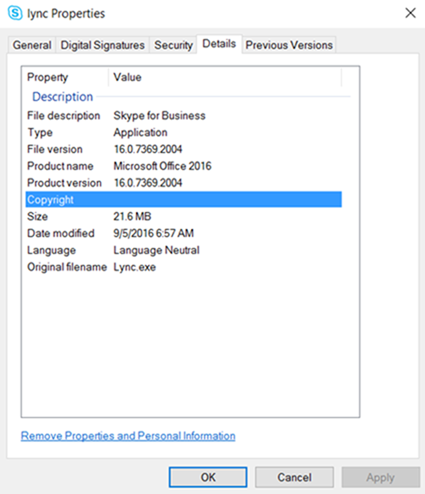 lync Properties
General Digital Signatures Security Details Previous Versions
Property Value
Description
File description Skype for Business
Type Application
File version 16.0.7369.2004
Product name Microsoft Office 2016
Product version 16.0.7369.2004
Copyright
Size 21.6 MB
Date modified 9/5/2016 6:57 AM
Language Language Neutral
Original filename Lync.exe
Remove Properties and Personal Information
OK Cancel Apply